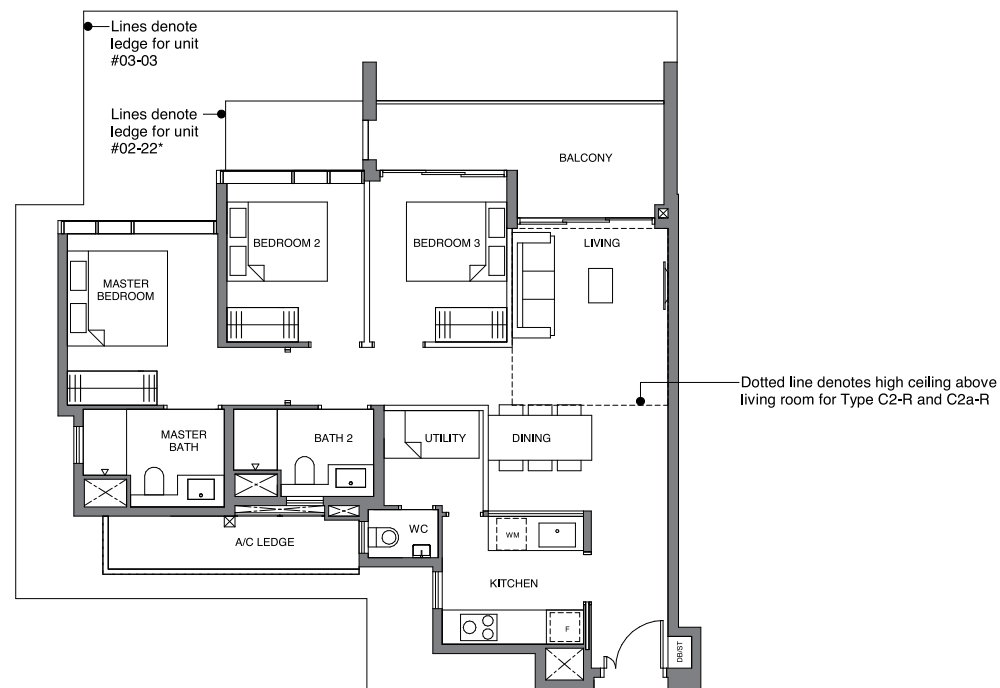 Lines denote
ledge for unit
#03-03
Lines denote
ledge for unit
#02-22*
BALCONY
BEDROOM 2
BEDROOM 3
LIVING
MASTER
BEDROOM
Dotted line denotes high ceiling above
living room for Type C2-R and C2a-R
MASTER
BATH
BATH 2
UTILITY
DINING
A/C LEDGE
WC
WM
KITCHEN
F
DB/ST